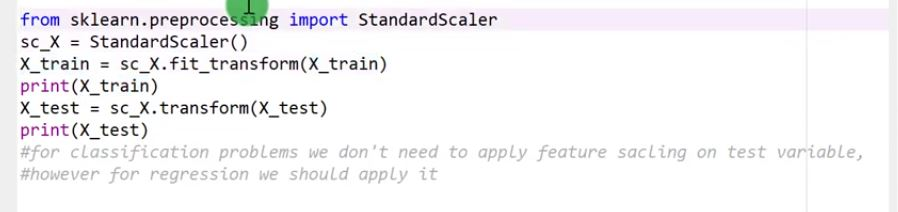 from sklearn.preprocessing import StandardScaler
sc_X = StandardScaler()
X_train = sc_X.fit_transform(X_train)
print(X_train)
X_test = sc_X.transform(X_test)
print(X_test)
#for classification problems we don't need to apply feature sacling on test variable,
#however for regression we should apply it